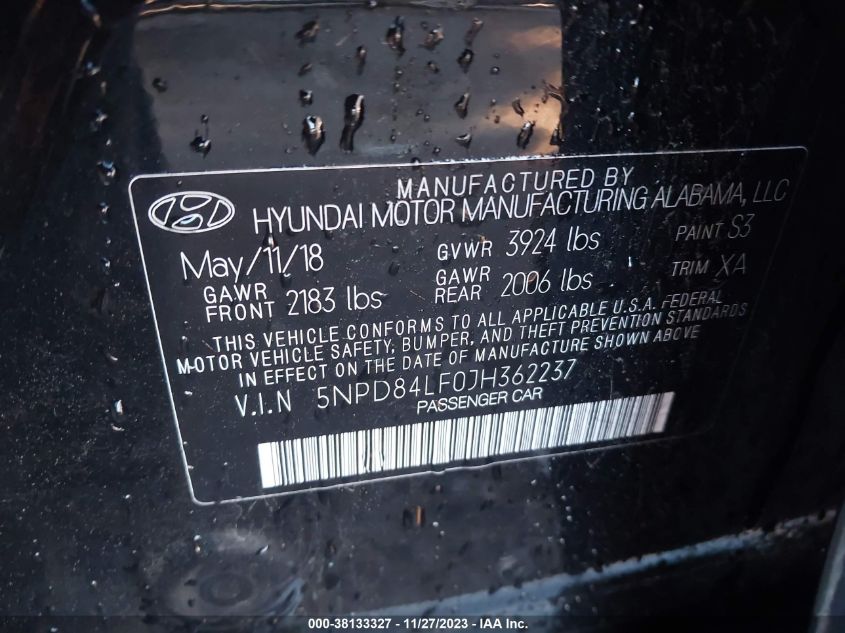 MANUFACTURED BY
HYUNDAI MOTOR MANUFACTURING ALABAMA, LLC
May/11/18 GVWR 3924 lbs PAINT S3
GAWR FRONT 2183 lbs GAWR REAR 2006 lbs TRIM XA
THIS VEHICLE CONFORMS TO ALL APPLICABLE U.S.A. FEDERAL
MOTOR VEHICLE SAFETY, BUMPER, AND THEFT PREVENTION STANDARDS
IN EFFECT ON THE DATE OF MANUFACTURE SHOWN ABOVE
V.I.N 5NPD84LF0JH362237
PASSENGER CAR
000-38133327 - 11/27/2023 - IAA Inc.